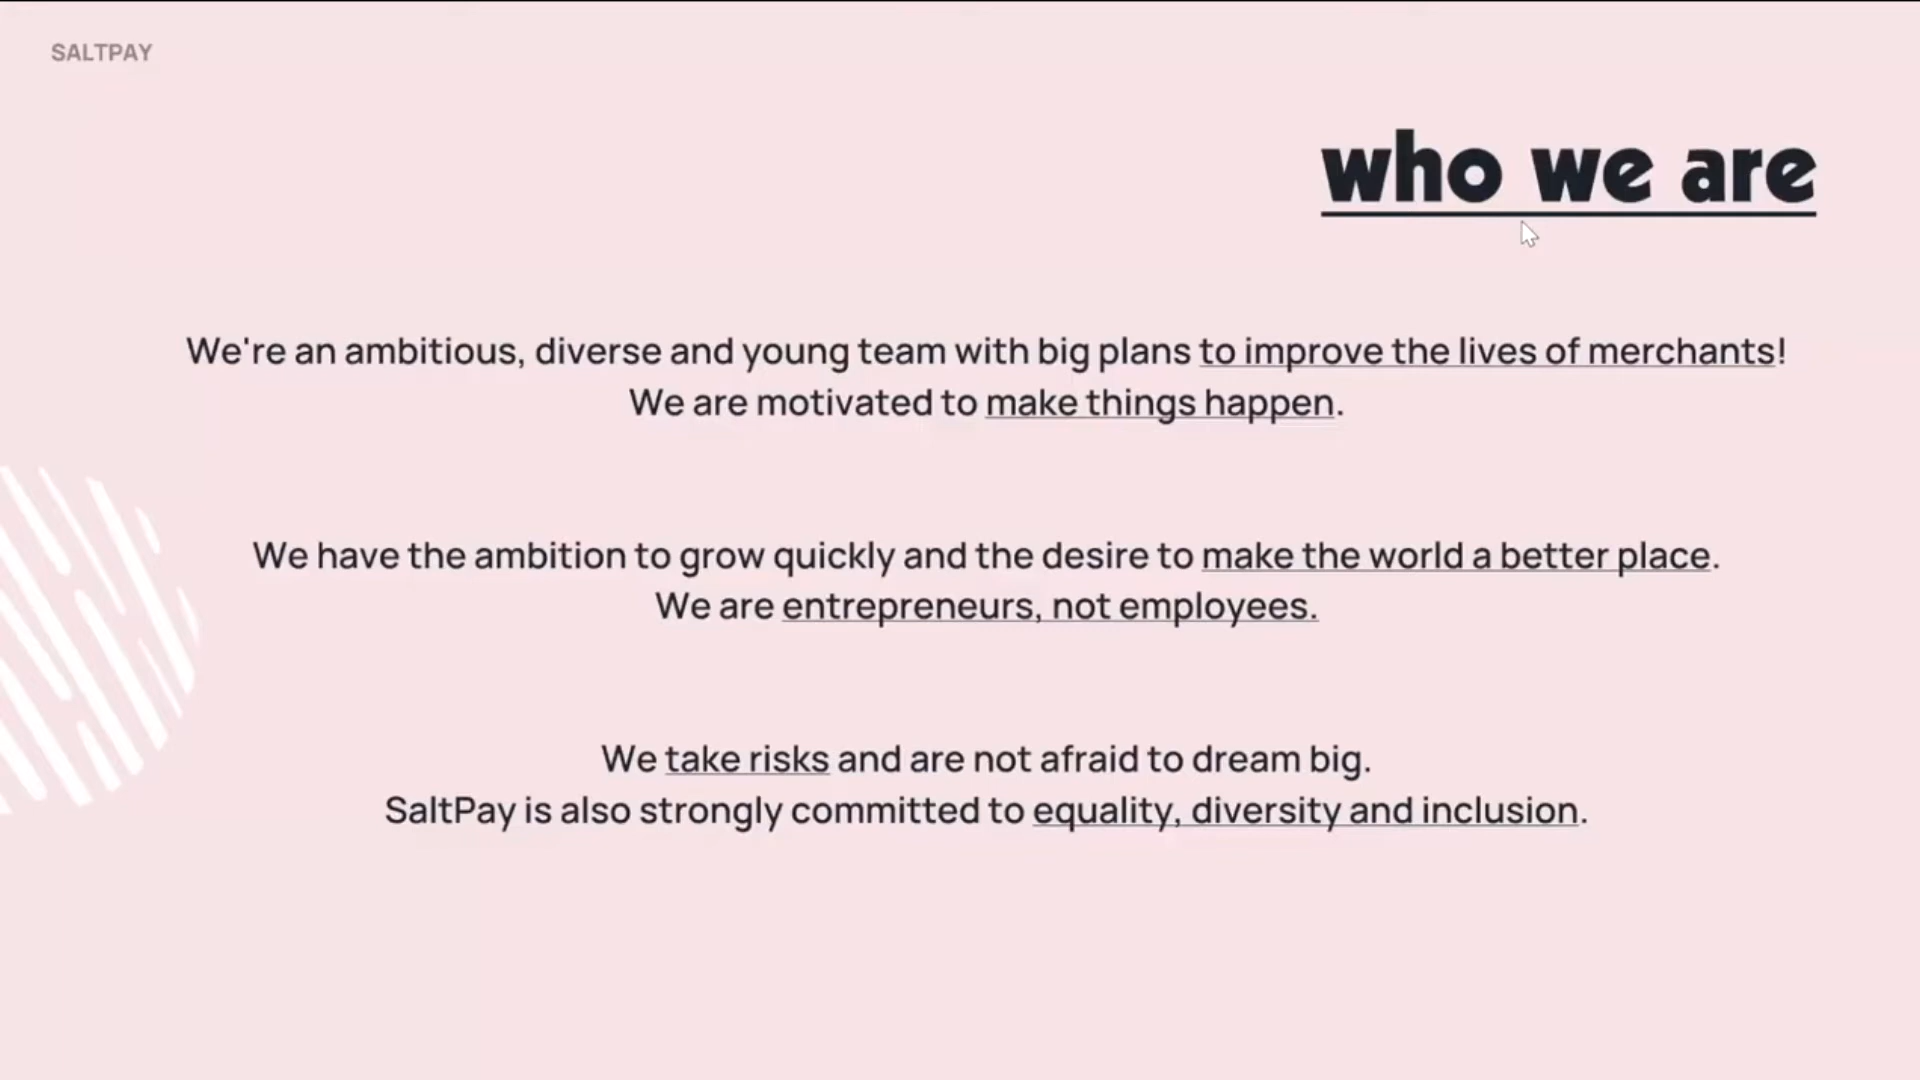 SALTPAY
who we are
We're an ambitious, diverse and young team with big plans to improve the lives of merchants!
We are motivated to make things happen.
We have the ambition to grow quickly and the desire to make the world a better place.
We are entrepreneurs, not employees.
We take risks and are not afraid to dream big.
SaltPay is also strongly committed to equality, diversity and inclusion.